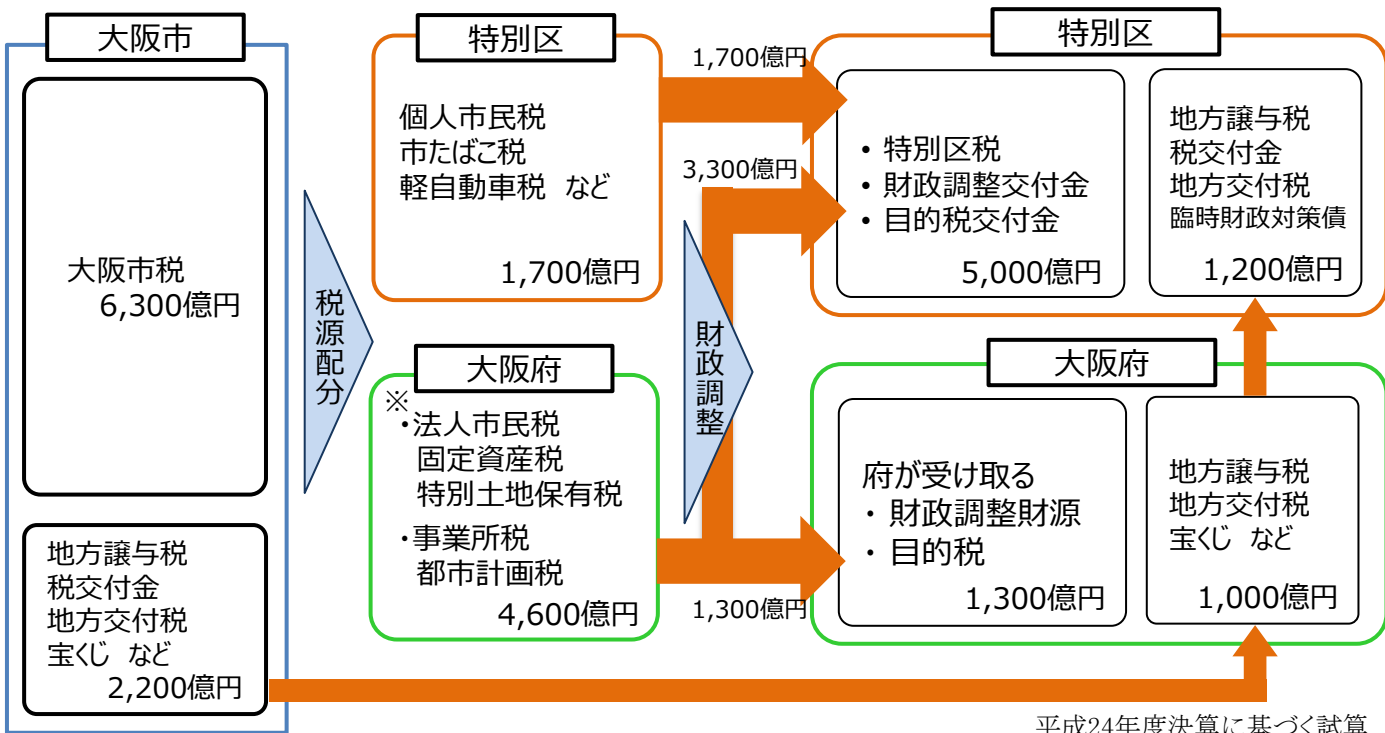 大阪市
大阪市税
6,300億円
地方譲与税
税交付金
地方交付税
宝くじ など
2,200億円
税源配分
特別区
個人市民税
市たばこ税
軽自動車税 など
1,700億円
大阪府
※
・法人市民税
固定資産税
特別土地保有税
・事業所税
都市計画税
4,600億円
1,700億円
3,300億円
財政調整
1,300億円
特別区
・ 特別区税
・ 財政調整交付金
・ 目的税交付金
5,000億円
地方譲与税
税交付金
地方交付税
臨時財政対策債
1,200億円
大阪府
府が受け取る
・ 財政調整財源
・ 目的税
1,300億円
地方譲与税
地方交付税
宝くじ など
1,000億円
平成24年度決算に基づく試算